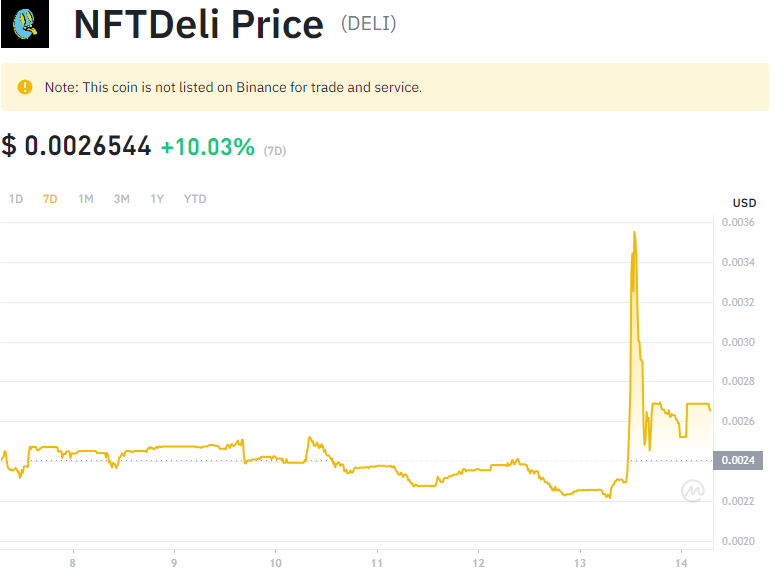 NFTDeli Price (DELI)
Note: This coin is not listed on Binance for trade and service.
$ 0.0026544 +10.03% (7D)
1D 7D 1M 3M 1Y YTD
USD
0.0036
0.0034
0.0032
0.0030
0.0028
0.0026
0.0024
0.0022
0.0020
8 9 10 11 12 13 14